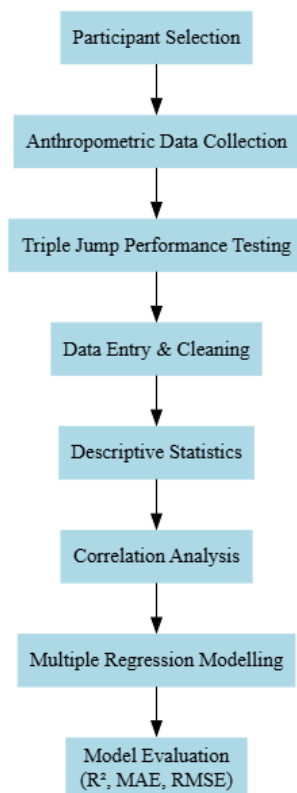 Participant Selection
Anthropometric Data Collection
Triple Jump Performance Testing
Data Entry & Cleaning
Descriptive Statistics
Correlation Analysis
Multiple Regression Modelling
Model Evaluation
(R², MAE, RMSE)